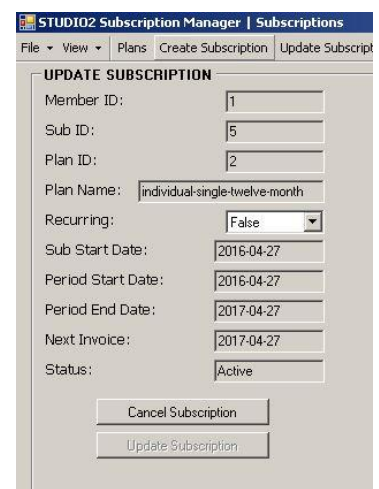 STUDIO2 Subscription Manager | Subscriptions
File View Plans Create Subscription Update Subscript
UPDATE SUBSCRIPTION
Member ID: 1
Sub ID: 5
Plan ID: 2
Plan Name: individual-single-twelve-month
Recurring: False
Sub Start Date: 2016-04-27
Period Start Date: 2016-04-27
Period End Date: 2017-04-27
Next Invoice: 2017-04-27
Status: Active
Cancel Subscription
Update Subscription